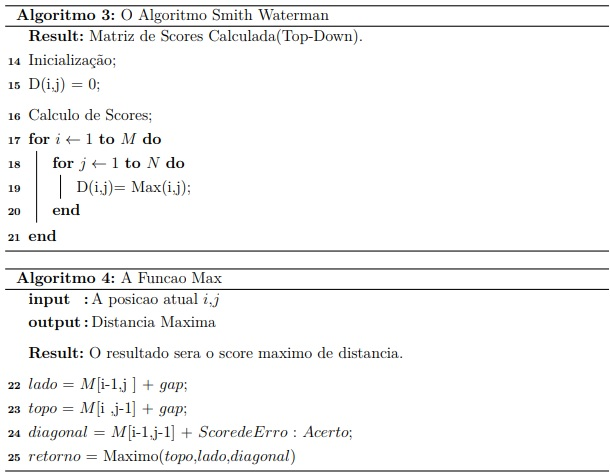 Algoritmo 3: O Algoritmo Smith Waterman
Result: Matriz de Scores Calculada(Top-Down).
14 Inicialização;
15 D(i,j) = 0;
16 Calculo de Scores;
17 for i ← 1 to M do
18 for j ← 1 to N do
19 D(i,j)= Max(i,j);
20 end
21 end
Algoritmo 4: A Funcao Max
input : A posicao atual i,j
output : Distancia Maxima
Result: O resultado sera o score maximo de distancia.
22 lado = M[i-1,j ] + gap;
23 topo = M[i ,j-1] + gap;
24 diagonal = M[i-1,j-1] + ScoredeErro : Acerto;
25 retorno = Maximo(topo,lado,diagonal)